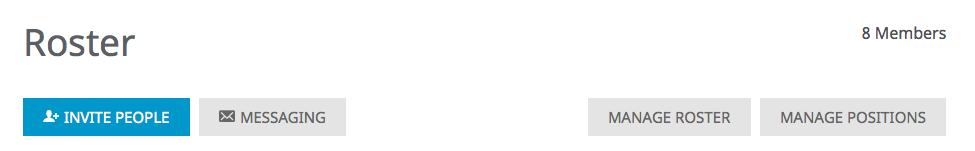 Roster
8 Members
INVITE PEOPLE
MESSAGING
MANAGE ROSTER
MANAGE POSITIONS